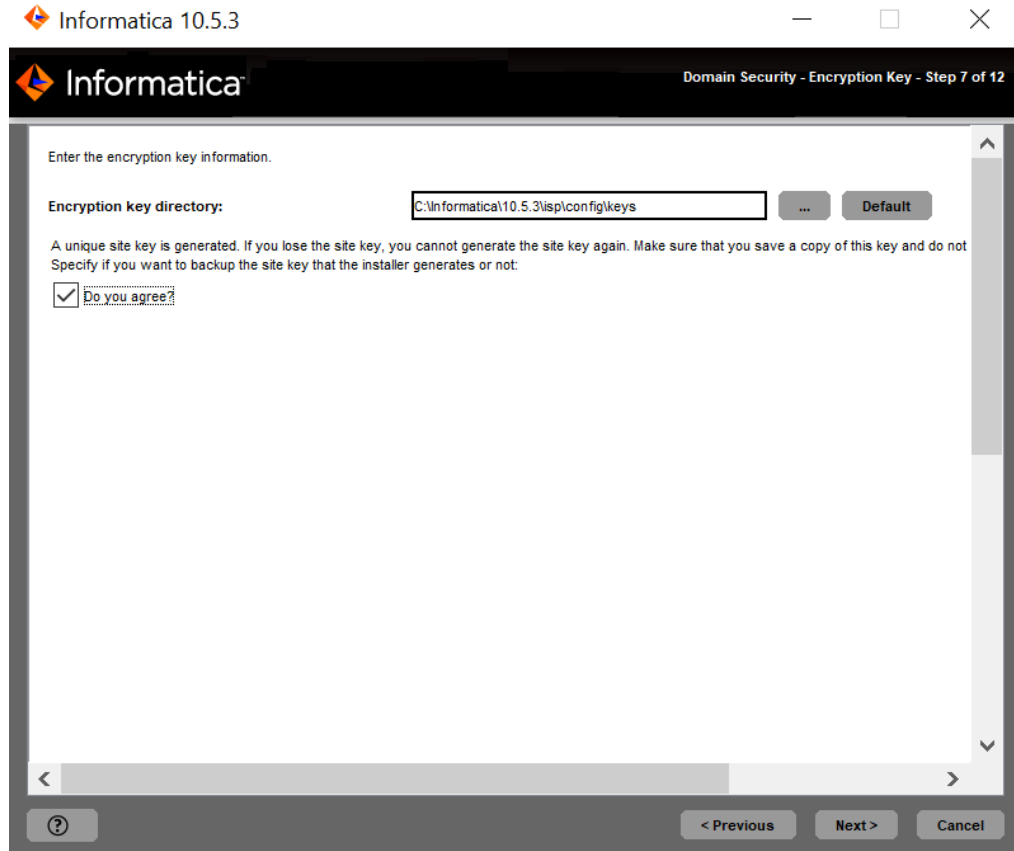 Informatica 10.5.3
Informatica
Domain Security - Encryption Key - Step 7 of 12
Enter the encryption key information.
Encryption key directory:
C:\Informatica\10.5.3\isp\config\keys
...
Default
A unique site key is generated. If you lose the site key, you cannot generate the site key again. Make sure that you save a copy of this key and do not
Specify if you want to backup the site key that the installer generates or not:
Do you agree?
?
< Previous
Next >
Cancel